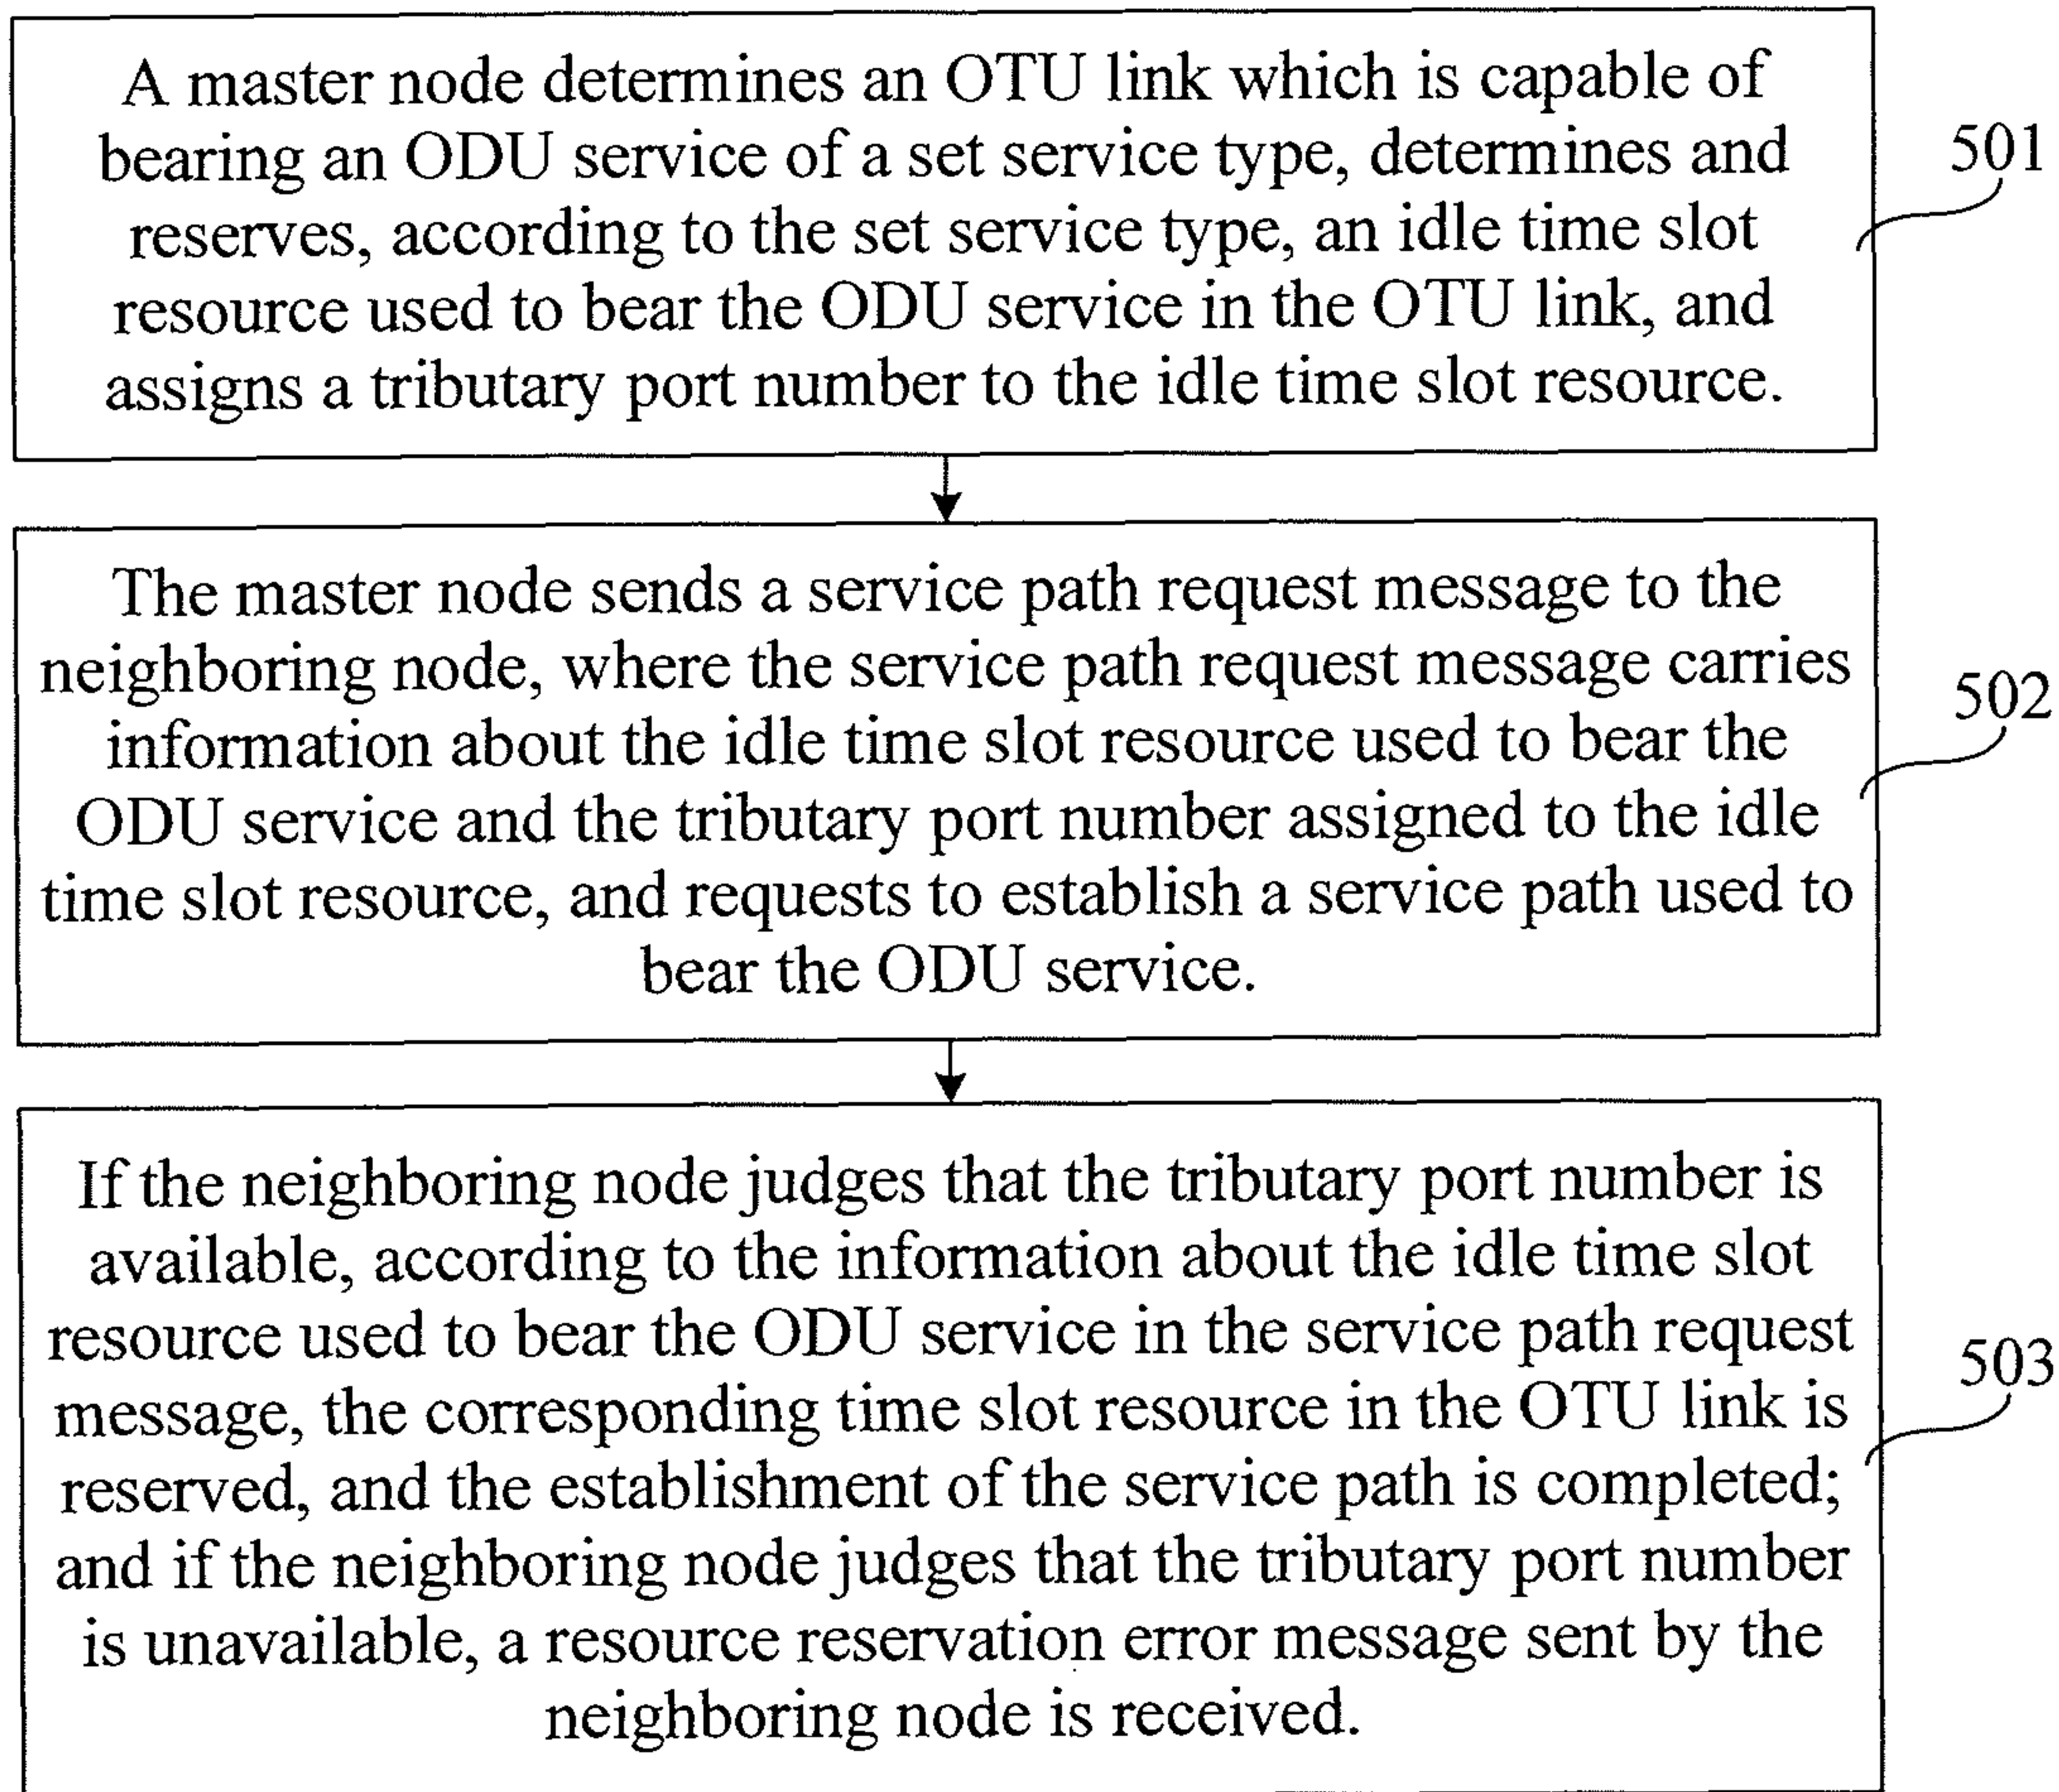 A master node determines an OTU link which is capable of
bearing an ODU service of a set service type, determines and
reserves, according to the set service type, an idle time slot
resource used to bear the ODU service in the OTU link, and
assigns a tributary port number to the idle time slot resource.
501
The master node sends a service path request message to the
neighboring node, where the service path request message carries
information about the idle time slot resource used to bear the
ODU service and the tributary port number assigned to the idle
time slot resource, and requests to establish a service path used to
bear the ODU service.
502
If the neighboring node judges that the tributary port number is
available, according to the information about the idle time slot
resource used to bear the ODU service in the service path request
message, the corresponding time slot resource in the OTU link is
reserved, and the establishment of the service path is completed;
and if the neighboring node judges that the tributary port number
is unavailable, a resource reservation error message sent by the
neighboring node is received.
503